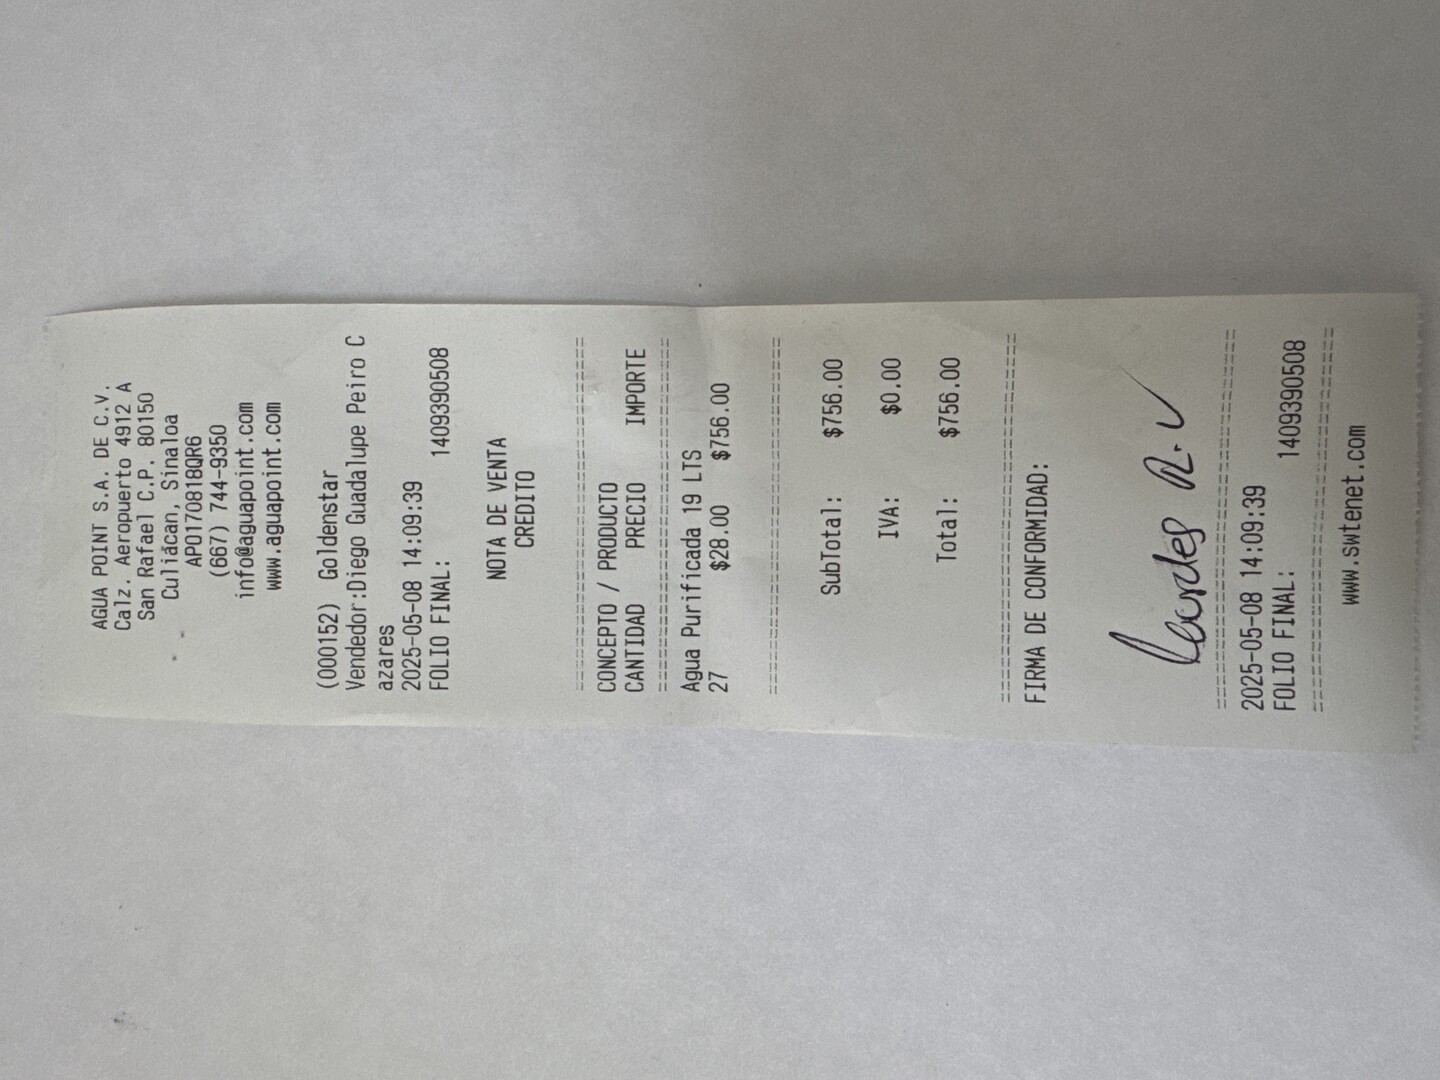 AGUA POINT S.A. DE C.V.
Calz. Aeropuerto 4912 A
San Rafael C.P. 80150
Culiácan, Sinaloa
APO170818QR6
(667) 744-9350
info@aguapoint.com
www.aguapoint.com
(000152) Goldenstar
Vendedor:Diego Guadalupe Peiro C
azares
2025-05-08 14:09:39
FOLIO FINAL: 1409390508
NOTA DE VENTA
CREDITO
================================
CONCEPTO / PRODUCTO
CANTIDAD PRECIO IMPORTE
================================
Agua Purificada 19 LTS
27 $28.00 $756.00
================================
SubTotal: $756.00
IVA: $0.00
Total: $756.00
================================
FIRMA DE CONFORMIDAD:
R. V
================================
2025-05-08 14:09:39
FOLIO FINAL: 1409390508
================================
www.swtenet.com